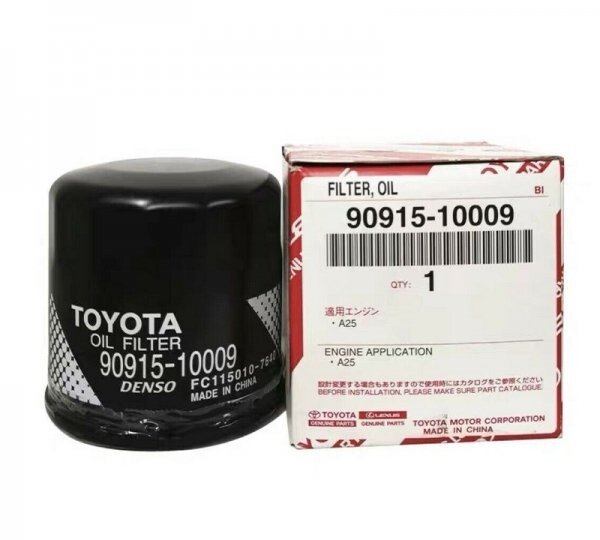 TOYOTA
OIL FILTER
90915-10009
DENSO
FC115010-7640
MADE IN CHINA
FILTER, OIL
BI
90915-10009
QTY: 1
適用エンジン
・A25
ENGINE APPLICATION
・A25
設計変更する場合もありますので使用時にはカタログをご参照ください
BEFORE INSTALLATION, PLEASE MAKE SURE PART CATALOGUE.
TOYOTA
GENUINE PARTS
LEXUS
GENUINE PARTS
TOYOTA MOTOR CORPORATION
MADE IN CHINA